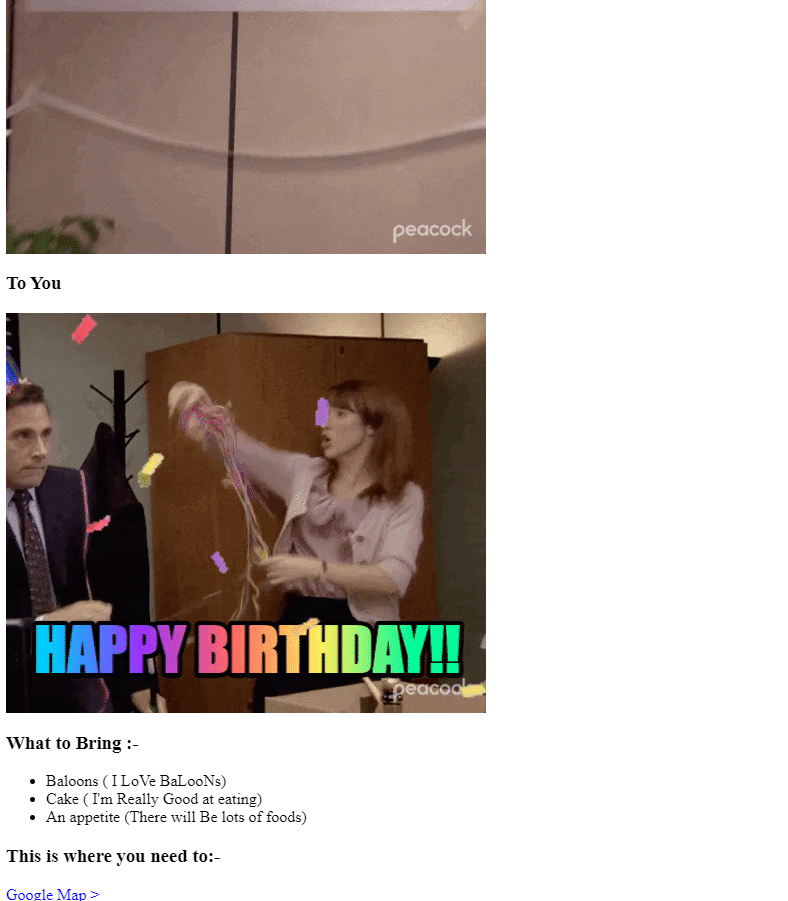 peacock
To You
HAPPY BIRTHDAY!!
peacoc
What to Bring :-
Baloons ( I LoVe BaLooNs)
Cake ( I'm Really Good at eating)
An appetite (There will Be lots of foods)
This is where you need to:-
Google Map >